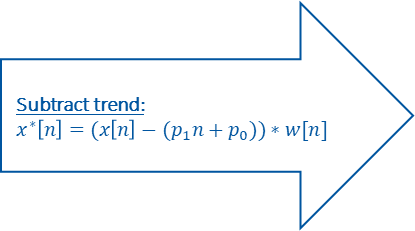 Subtract trend:
x*[n] = (x[n] − (p₁n + p₀)) * w[n]